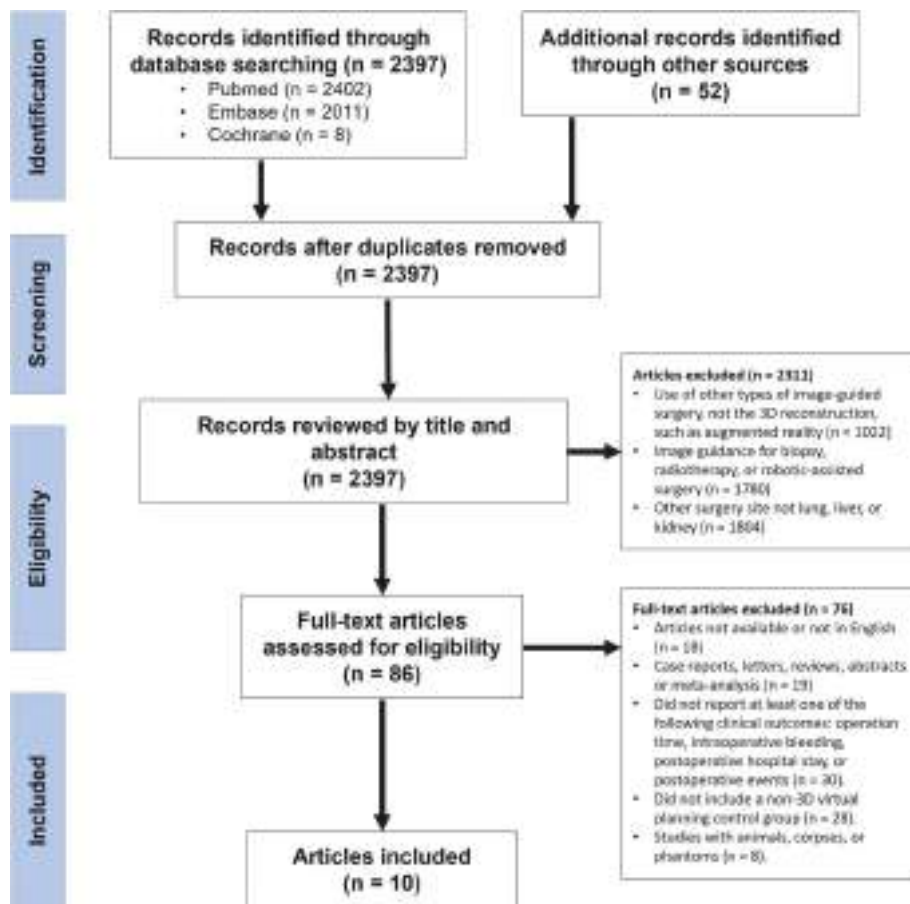 Identification
Records identified through
database searching (n = 2397)
• Pubmed (n = 2402)
• Embase (n = 2011)
• Cochrane (n = 8)
Additional records identified
through other sources
(n = 52)
Screening
Records after duplicates removed
(n = 2397)
Eligibility
Records reviewed by title and
abstract
(n = 2397)
Articles excluded (n = 2311)
• Use of other types of image-guided
surgery, not the 3D reconstruction,
such as augmented reality (n = 1022)
• Image guidance for biopsy,
radiotherapy, or robotic-assisted
surgery (n = 1780)
• Other surgery site not lung, liver, or
kidney (n = 1804)
Full-text articles
assessed for eligibility
(n = 86)
Full-text articles excluded (n = 76)
• Articles not available or not in English
(n = 18)
• Case reports, letters, reviews, abstracts
or meta-analysis (n = 19)
• Did not report at least one of the
following clinical outcomes: operation
time, intraoperative bleeding,
postoperative hospital stay, or
postoperative events (n = 30).
• Did not include a non-3D virtual
planning control group (n = 28).
• Studies with animals, corpses, or
phantoms (n = 8).
Included
Articles included
(n = 10)